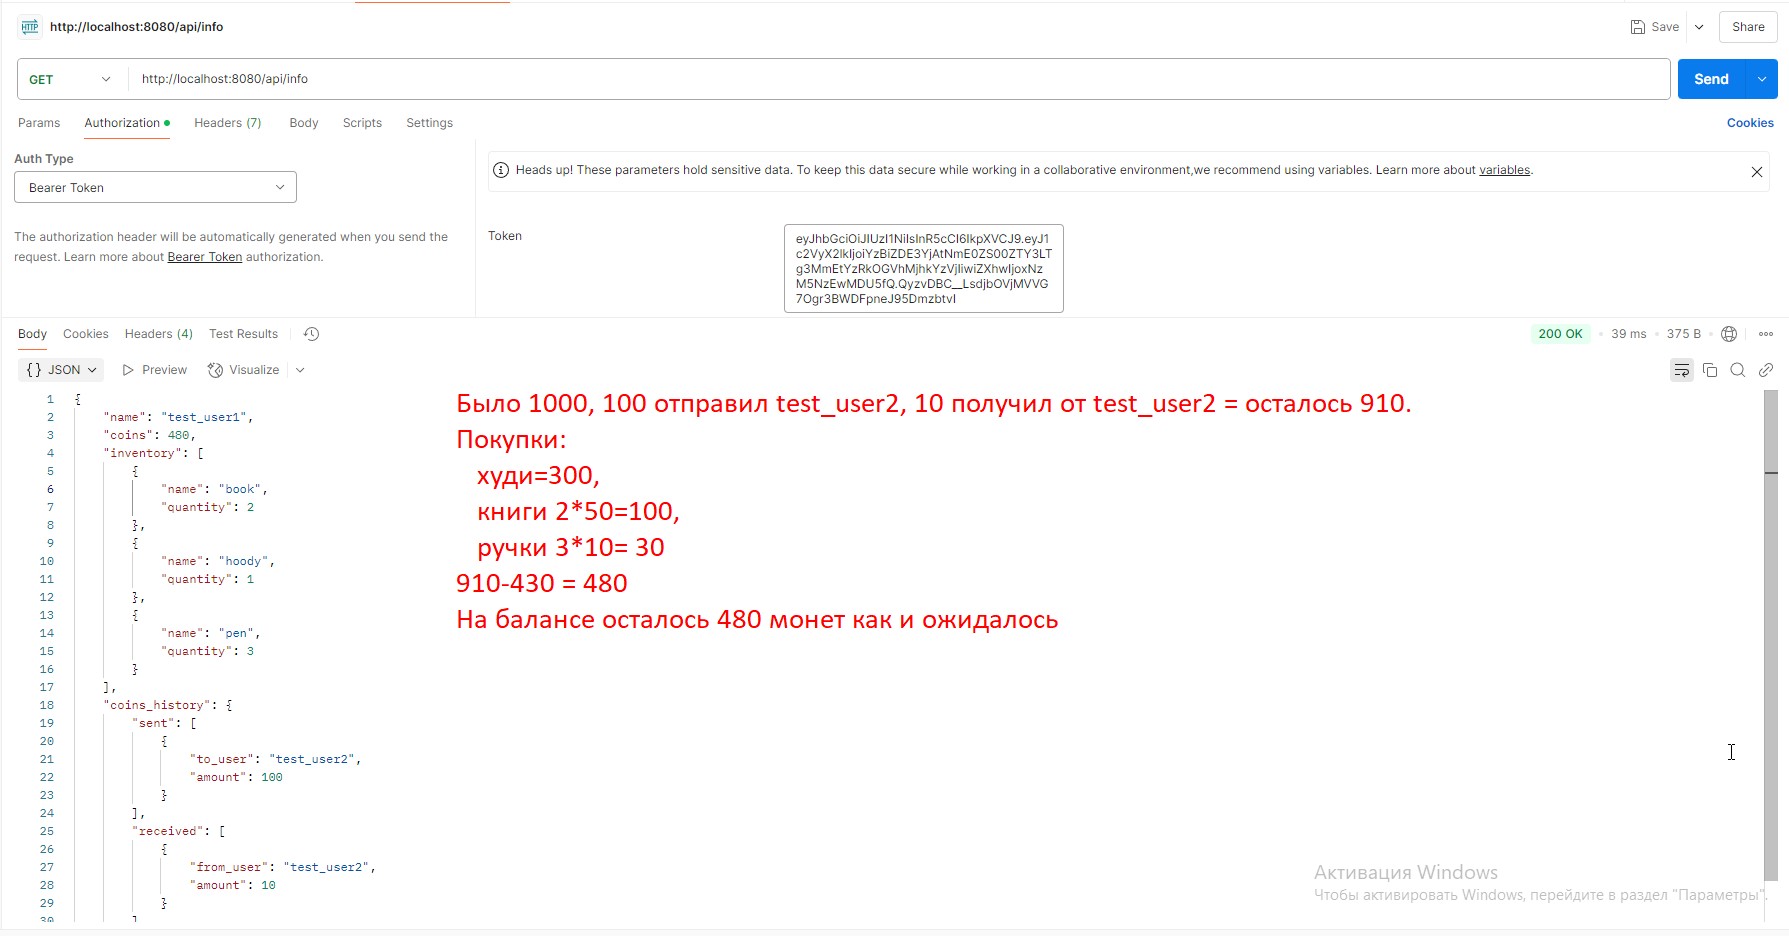 HTTP http://localhost:8080/api/info Save Share
GET http://localhost:8080/api/info Send
Params Authorization Headers (7) Body Scripts Settings Cookies
Auth Type
Bearer Token
The authorization header will be automatically generated when you send the
request. Learn more about Bearer Token authorization.
Heads up! These parameters hold sensitive data. To keep this data secure while working in a collaborative environment,we recommend using variables. Learn more about variables.
Token
Body Cookies Headers (4) Test Results 200 OK 39 ms 375 B
{} JSON Preview Visualize
1 {
2 "name": "test_user1",
3 "coins": 480,
4 "inventory": [
5 {
6 "name": "book",
7 "quantity": 2
8 },
9 {
10 "name": "hoody",
11 "quantity": 1
12 },
13 {
14 "name": "pen",
15 "quantity": 3
16 }
17 ],
18 "coins_history": {
19 "sent": [
20 {
21 "to_user": "test_user2",
22 "amount": 100
23 }
24 ],
25 "received": [
26 {
27 "from_user": "test_user2",
28 "amount": 10
29 }
30 ]
Было 1000, 100 отправил test_user2, 10 получил от test_user2 = осталось 910.
Покупки:
худи=300,
книги 2*50=100,
ручки 3*10= 30
910-430 = 480
На балансе осталось 480 монет как и ожидалось
Активация Windows
Чтобы активировать Windows, перейдите в раздел "Параметры".